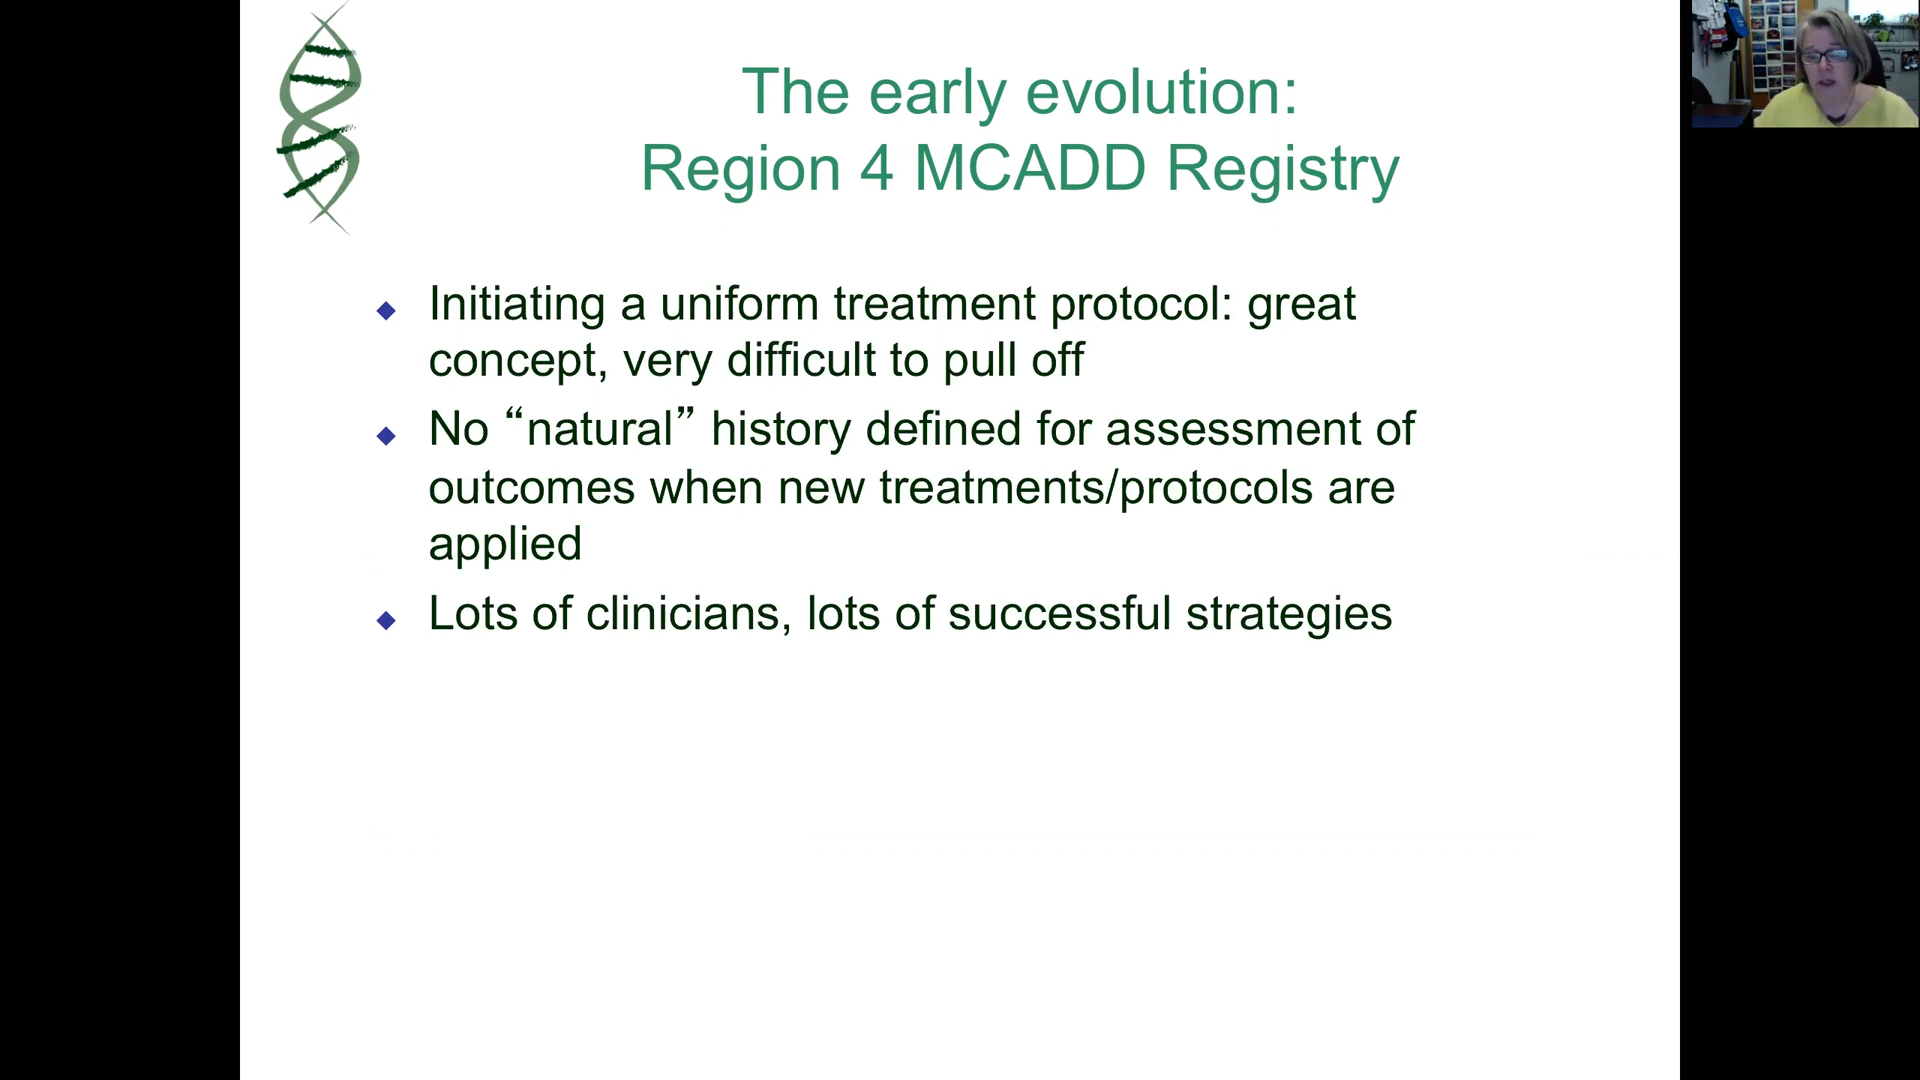 The early evolution:
Region 4 MCADD Registry
Initiating a uniform treatment protocol: great
concept, very difficult to pull off
No “natural” history defined for assessment of
outcomes when new treatments/protocols are
applied
Lots of clinicians, lots of successful strategies